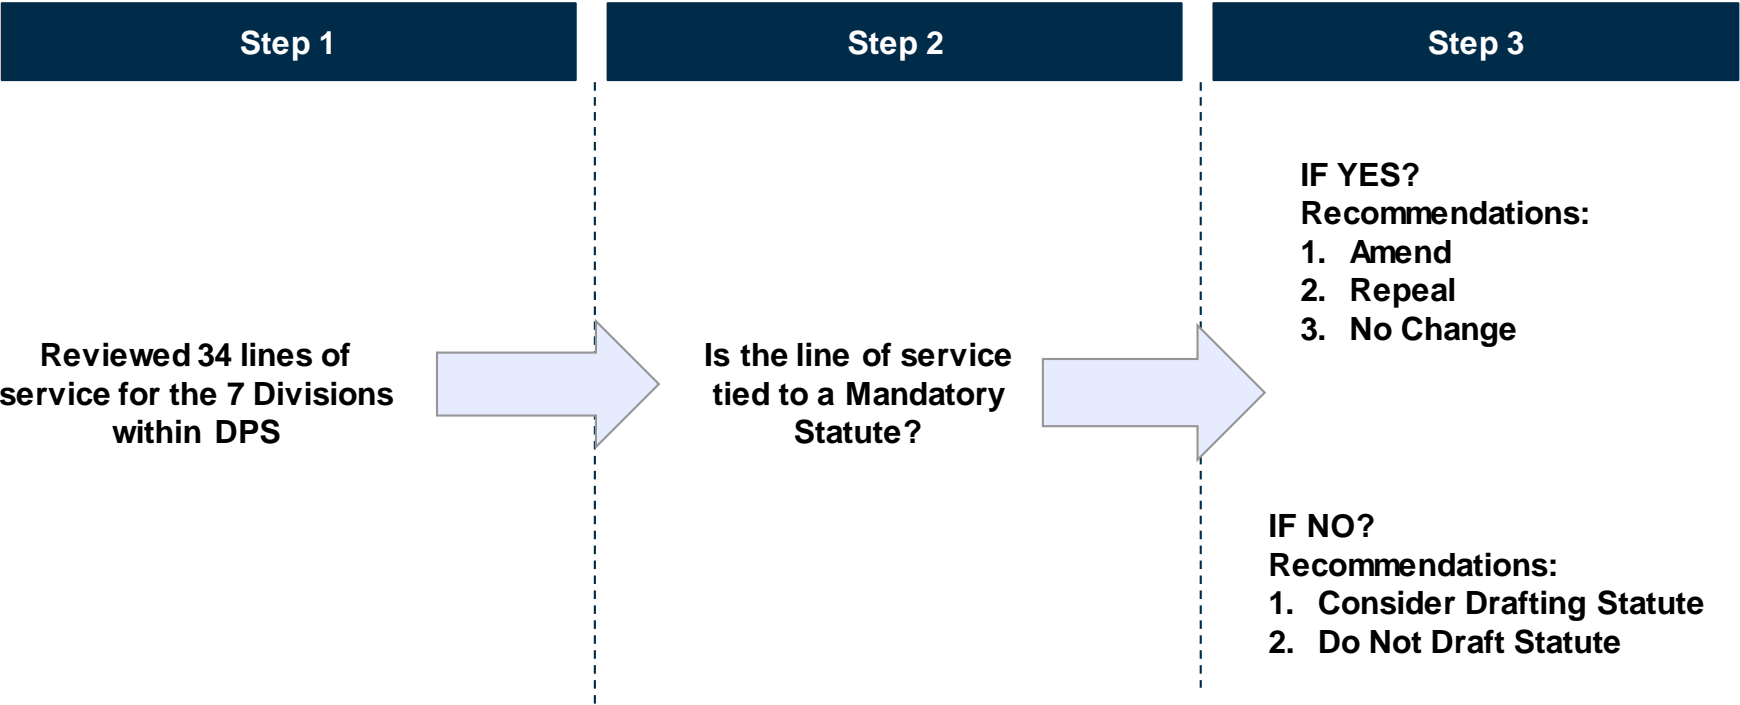 Step 1
Step 2
Step 3
Reviewed 34 lines of
service for the 7 Divisions
within DPS
Is the line of service
tied to a Mandatory
Statute?
IF YES?
Recommendations:
1. Amend
2. Repeal
3. No Change
IF NO?
Recommendations:
1. Consider Drafting Statute
2. Do Not Draft Statute